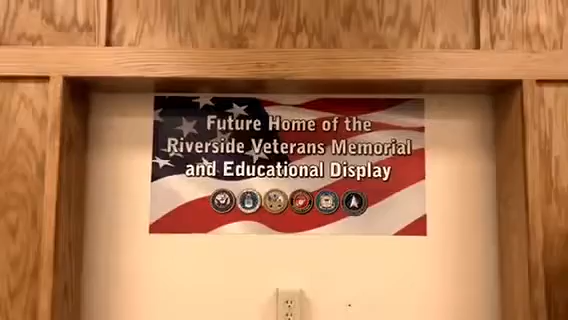 Future Home of the
Riverside Veterans Memorial
and Educational Display